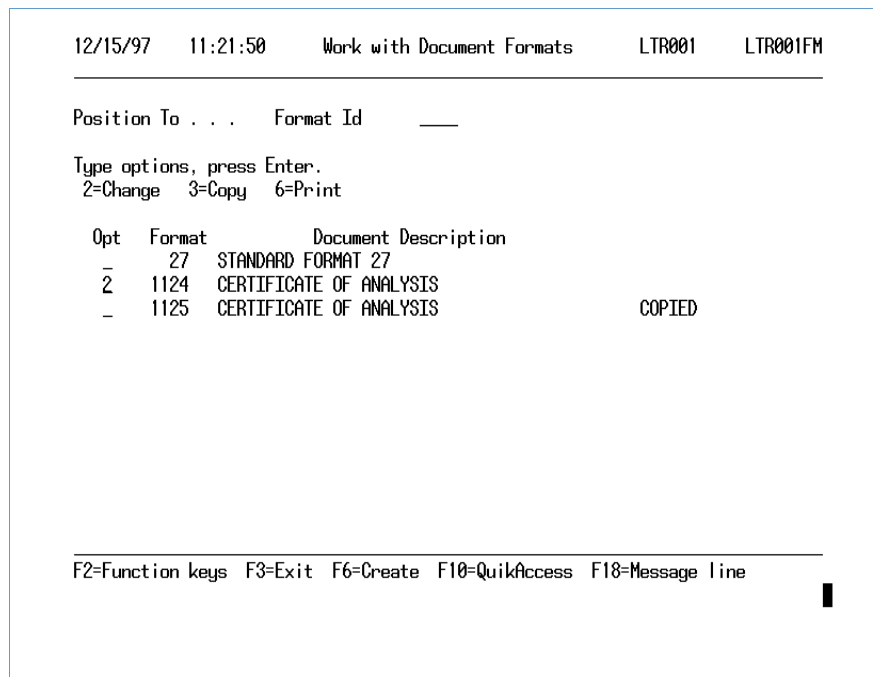 12/15/97 11:21:50 Work with Document Formats LTR001 LTR001FM
Position To . . . Format Id ____
Type options, press Enter.
2=Change 3=Copy 6=Print
Opt Format Document Description
_ 27 STANDARD FORMAT 27
2 1124 CERTIFICATE OF ANALYSIS
_ 1125 CERTIFICATE OF ANALYSIS COPIED
F2=Function keys F3=Exit F6=Create F10=QuikAccess F18=Message line